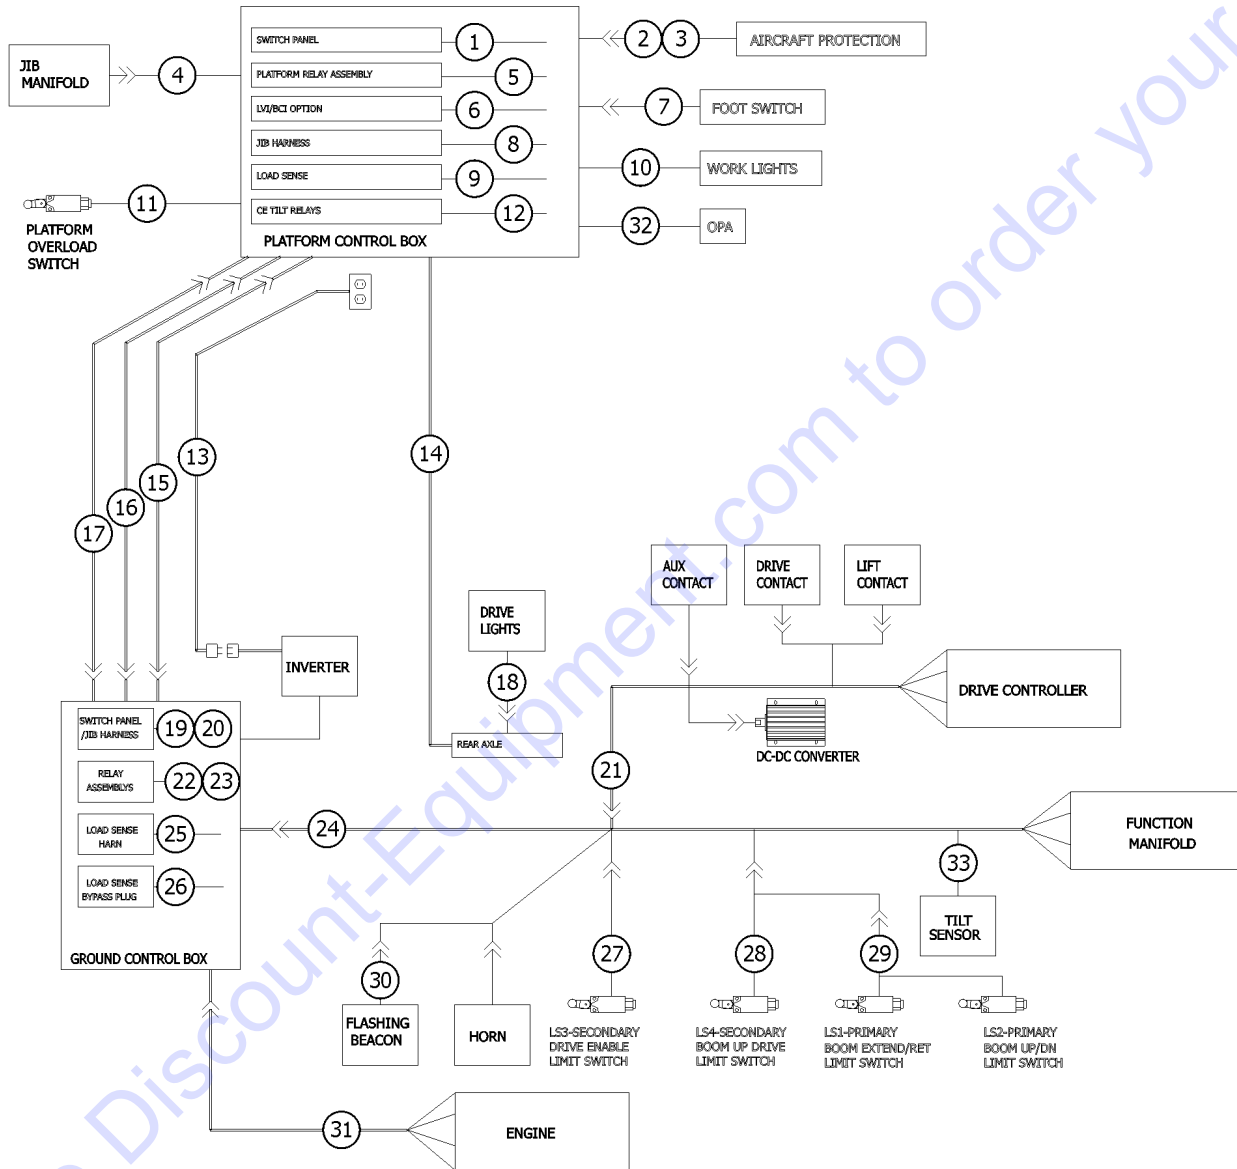 SWITCH PANEL
1
2
3
AIRCRAFT PROTECTION
JIB
MANIFOLD
4
PLATFORM RELAY ASSEMBLY
5
LVI/BCI OPTION
6
7
FOOT SWITCH
JIB HARNESS
8
LOAD SENSE
9
10
WORK LIGHTS
11
CE TILT RELAYS
12
32
OPA
PLATFORM
OVERLOAD
SWITCH
PLATFORM CONTROL BOX
13
14
15
16
17
AUX
CONTACT
DRIVE
CONTACT
LIFT
CONTACT
DRIVE
LIGHTS
INVERTER
18
DRIVE CONTROLLER
SWITCH PANEL
/JIB HARNESS
19
20
REAR AXLE
DC-DC CONVERTER
RELAY
ASSEMBLYS
22
23
21
LOAD SENSE
HARN
25
24
FUNCTION
MANIFOLD
LOAD SENSE
BYPASS PLUG
26
33
TILT
SENSOR
GROUND CONTROL BOX
27
28
29
30
FLASHING
BEACON
HORN
LS3-SECONDARY
DRIVE ENABLE
LIMIT SWITCH
LS4-SECONDARY
BOOM UP DRIVE
LIMIT SWITCH
LS1-PRIMARY
BOOM EXTEND/RET
LIMIT SWITCH
LS2-PRIMARY
BOOM UP/DN
LIMIT SWITCH
31
ENGINE
Discount-Equipment.com to order your